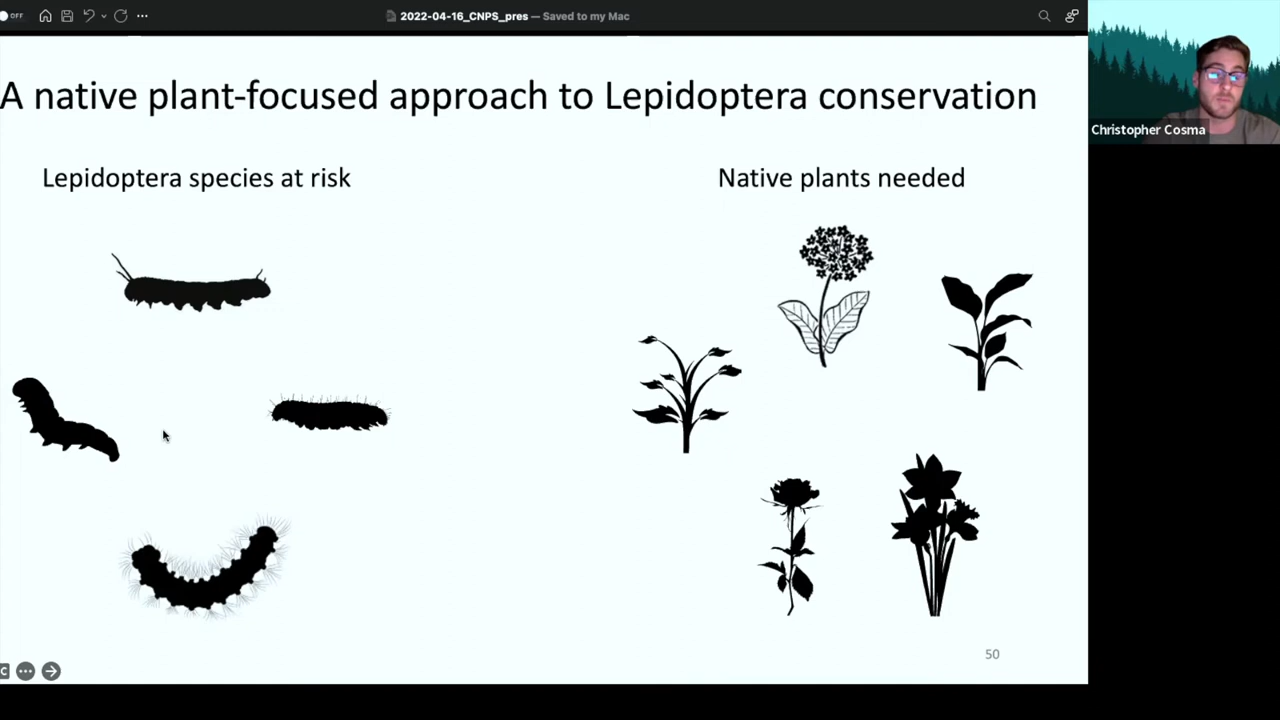 OFF
2022-04-16_CNPS_pres — Saved to my Mac
A native plant-focused approach to Lepidoptera conservation
Lepidoptera species at risk
Native plants needed
50
Christopher Cosma